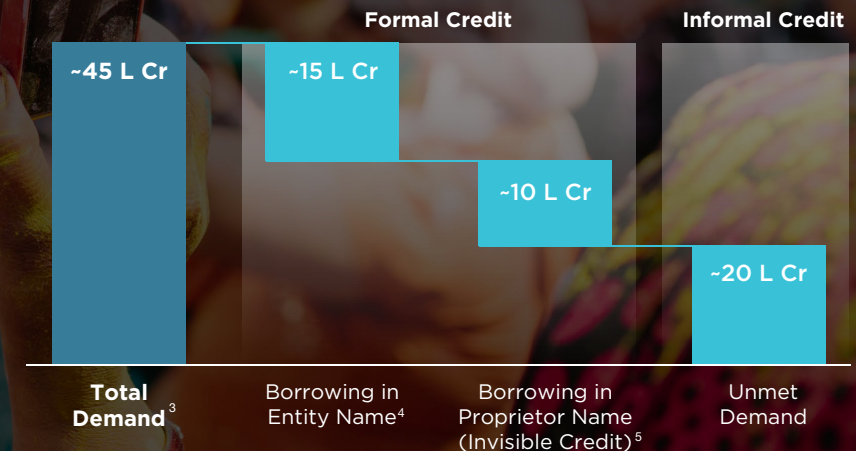 Formal Credit
Informal Credit
~45 L Cr
~15 L Cr
~10 L Cr
~20 L Cr
Total
Demand³
Borrowing in
Entity Name⁴
Borrowing in
Proprietor Name
(Invisible Credit)⁵
Unmet
Demand